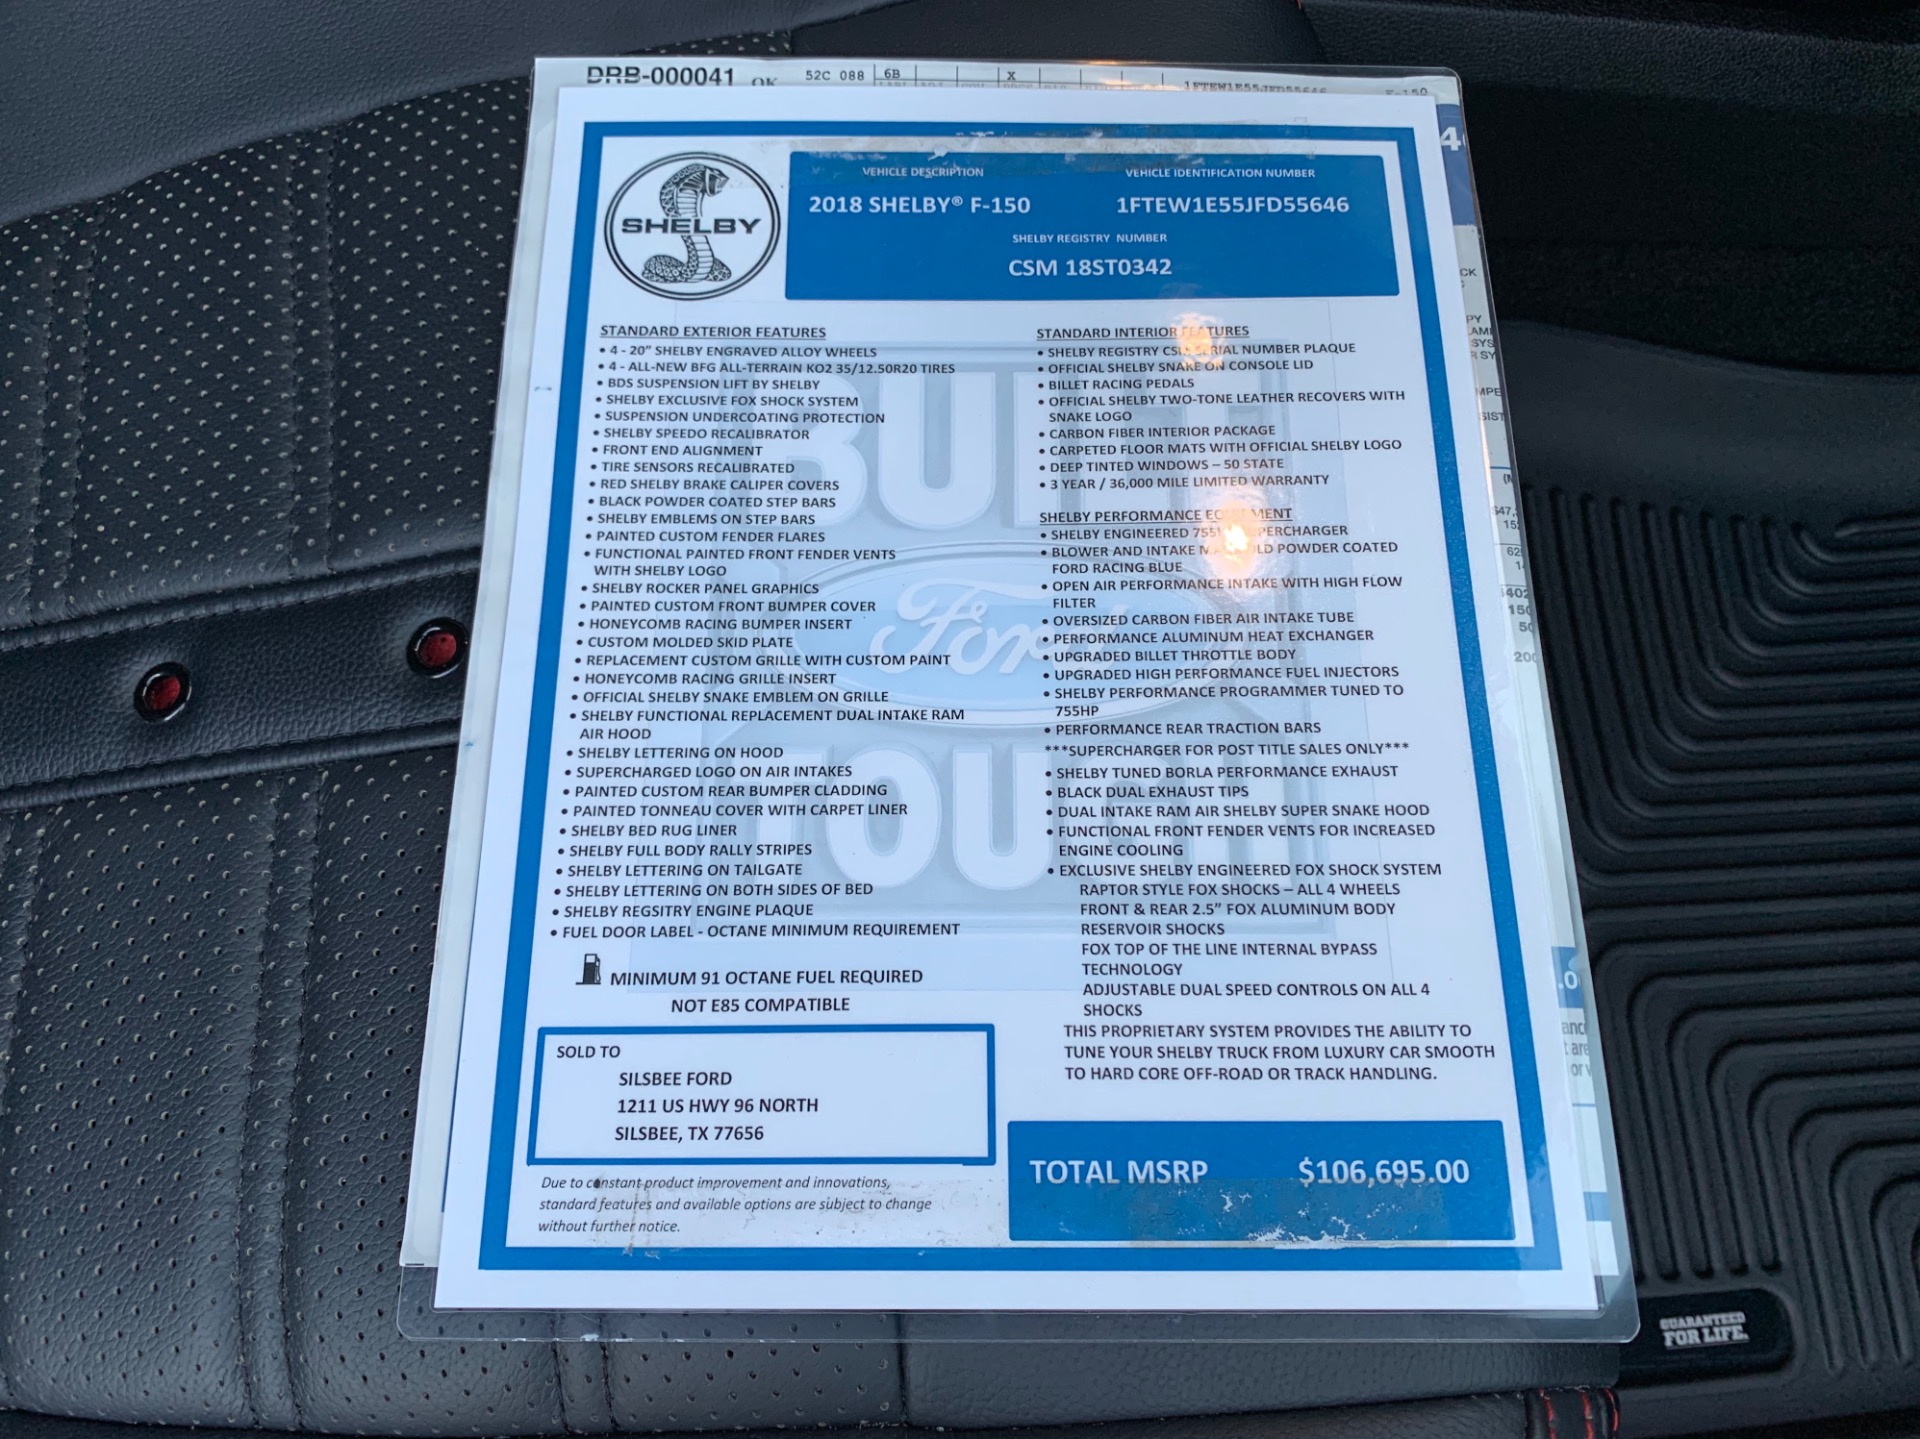 DRB-000041 OK 52C 088 6B X 1FTEW1E55JFD55646 F-150
SHELBY
VEHICLE DESCRIPTION VEHICLE IDENTIFICATION NUMBER
2018 SHELBY® F-150 1FTEW1E55JFD55646
SHELBY REGISTRY NUMBER
CSM 18ST0342
STANDARD EXTERIOR FEATURES
• 4 - 20" SHELBY ENGRAVED ALLOY WHEELS
• 4 - ALL-NEW BFG ALL-TERRAIN KO2 35/12.50R20 TIRES
• BDS SUSPENSION LIFT BY SHELBY
• SHELBY EXCLUSIVE FOX SHOCK SYSTEM
• SUSPENSION UNDERCOATING PROTECTION
• SHELBY SPEEDO RECALIBRATOR
• FRONT END ALIGNMENT
• TIRE SENSORS RECALIBRATED
• RED SHELBY BRAKE CALIPER COVERS
• BLACK POWDER COATED STEP BARS
• SHELBY EMBLEMS ON STEP BARS
• PAINTED CUSTOM FENDER FLARES
• FUNCTIONAL PAINTED FRONT FENDER VENTS
WITH SHELBY LOGO
• SHELBY ROCKER PANEL GRAPHICS
• PAINTED CUSTOM FRONT BUMPER COVER
• HONEYCOMB RACING BUMPER INSERT
• CUSTOM MOLDED SKID PLATE
• REPLACEMENT CUSTOM GRILLE WITH CUSTOM PAINT
• HONEYCOMB RACING GRILLE INSERT
• OFFICIAL SHELBY SNAKE EMBLEM ON GRILLE
• SHELBY FUNCTIONAL REPLACEMENT DUAL INTAKE RAM
AIR HOOD
• SHELBY LETTERING ON HOOD
• SUPERCHARGED LOGO ON AIR INTAKES
• PAINTED CUSTOM REAR BUMPER CLADDING
• PAINTED TONNEAU COVER WITH CARPET LINER
• SHELBY BED RUG LINER
• SHELBY FULL BODY RALLY STRIPES
• SHELBY LETTERING ON TAILGATE
• SHELBY LETTERING ON BOTH SIDES OF BED
• SHELBY REGSITRY ENGINE PLAQUE
• FUEL DOOR LABEL - OCTANE MINIMUM REQUIREMENT
MINIMUM 91 OCTANE FUEL REQUIRED
NOT E85 COMPATIBLE
SOLD TO
SILSBEE FORD
1211 US HWY 96 NORTH
SILSBEE, TX 77656
Due to constant product improvement and innovations,
standard features and available options are subject to change
without further notice.
STANDARD INTERIOR FEATURES
• SHELBY REGISTRY CSM SERIAL NUMBER PLAQUE
• OFFICIAL SHELBY SNAKE ON CONSOLE LID
• BILLET RACING PEDALS
• OFFICIAL SHELBY TWO-TONE LEATHER RECOVERS WITH
SNAKE LOGO
• CARBON FIBER INTERIOR PACKAGE
• CARPETED FLOOR MATS WITH OFFICIAL SHELBY LOGO
• DEEP TINTED WINDOWS – 50 STATE
• 3 YEAR / 36,000 MILE LIMITED WARRANTY
SHELBY PERFORMANCE EQUIPMENT
• SHELBY ENGINEERED 755HP SUPERCHARGER
• BLOWER AND INTAKE MANIFOLD POWDER COATED
FORD RACING BLUE
• OPEN AIR PERFORMANCE INTAKE WITH HIGH FLOW
FILTER
• OVERSIZED CARBON FIBER AIR INTAKE TUBE
• PERFORMANCE ALUMINUM HEAT EXCHANGER
• UPGRADED BILLET THROTTLE BODY
• UPGRADED HIGH PERFORMANCE FUEL INJECTORS
• SHELBY PERFORMANCE PROGRAMMER TUNED TO
755HP
• PERFORMANCE REAR TRACTION BARS
***SUPERCHARGER FOR POST TITLE SALES ONLY***
• SHELBY TUNED BORLA PERFORMANCE EXHAUST
• BLACK DUAL EXHAUST TIPS
• DUAL INTAKE RAM AIR SHELBY SUPER SNAKE HOOD
• FUNCTIONAL FRONT FENDER VENTS FOR INCREASED
ENGINE COOLING
• EXCLUSIVE SHELBY ENGINEERED FOX SHOCK SYSTEM
RAPTOR STYLE FOX SHOCKS – ALL 4 WHEELS
FRONT & REAR 2.5" FOX ALUMINUM BODY
RESERVOIR SHOCKS
FOX TOP OF THE LINE INTERNAL BYPASS
TECHNOLOGY
ADJUSTABLE DUAL SPEED CONTROLS ON ALL 4
SHOCKS
THIS PROPRIETARY SYSTEM PROVIDES THE ABILITY TO
TUNE YOUR SHELBY TRUCK FROM LUXURY CAR SMOOTH
TO HARD CORE OFF-ROAD OR TRACK HANDLING.
TOTAL MSRP $106,695.00
BUILT
Ford
TOUGH
GUARANTEED
FOR LIFE.